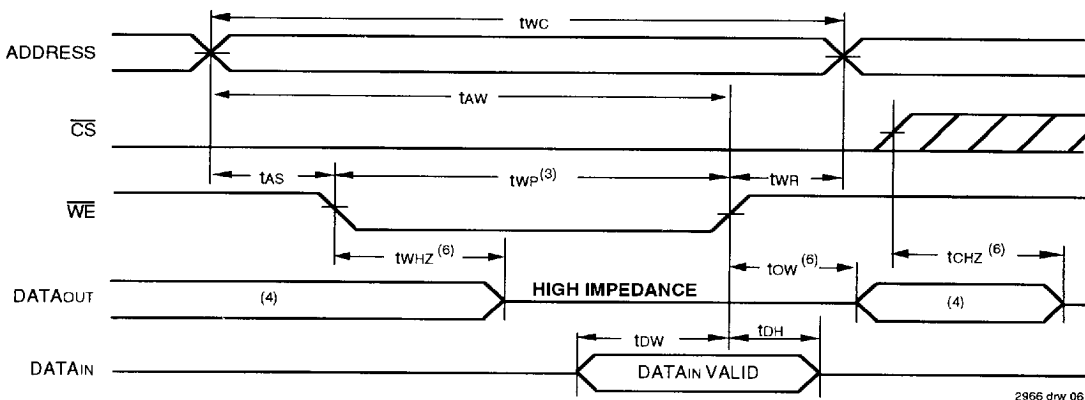 tWC
ADDRESS
tAW
CS
tAS tWP(3) tWR
WE
tWHZ(6) tOW(6) tCHZ(6)
DATAOUT (4) HIGH IMPEDANCE (4)
tDW tDH
DATAIN DATAIN VALID
2966 drw 06